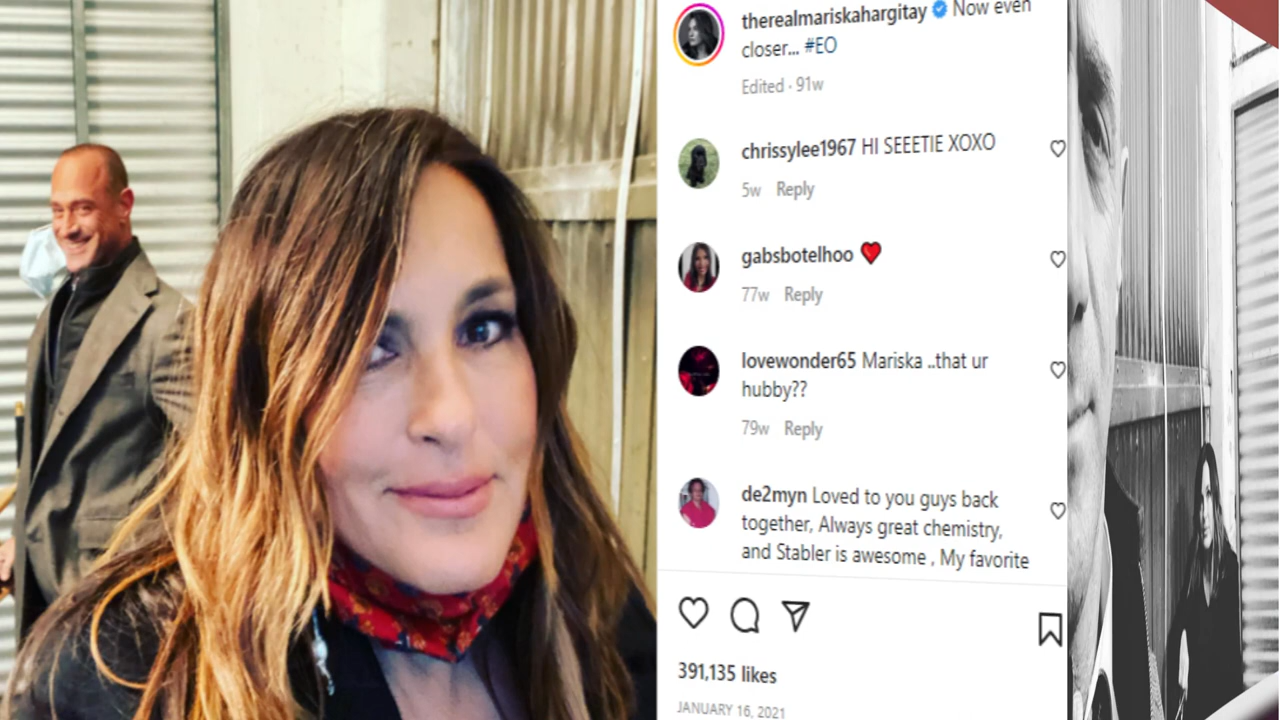 therealmariskahargitay Now even
closer... #EO
Edited · 91w
chrissylee1967 HI SEEETIE XOXO
5w Reply
gabsbotelhoo ❤️
77w Reply
lovewonder65 Mariska ..that ur
hubby??
79w Reply
de2myn Loved to you guys back
together, Always great chemistry,
and Stabler is awesome , My favorite
391,135 likes
JANUARY 16, 2021